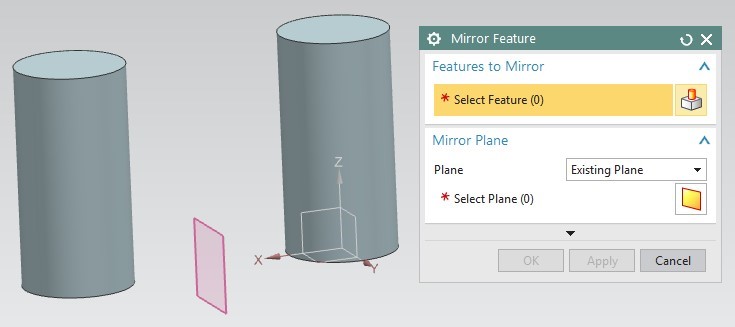 Mirror Feature
Features to Mirror
* Select Feature (0)
Mirror Plane
Plane Existing Plane
* Select Plane (0)
OK Apply Cancel
Z
X
Y